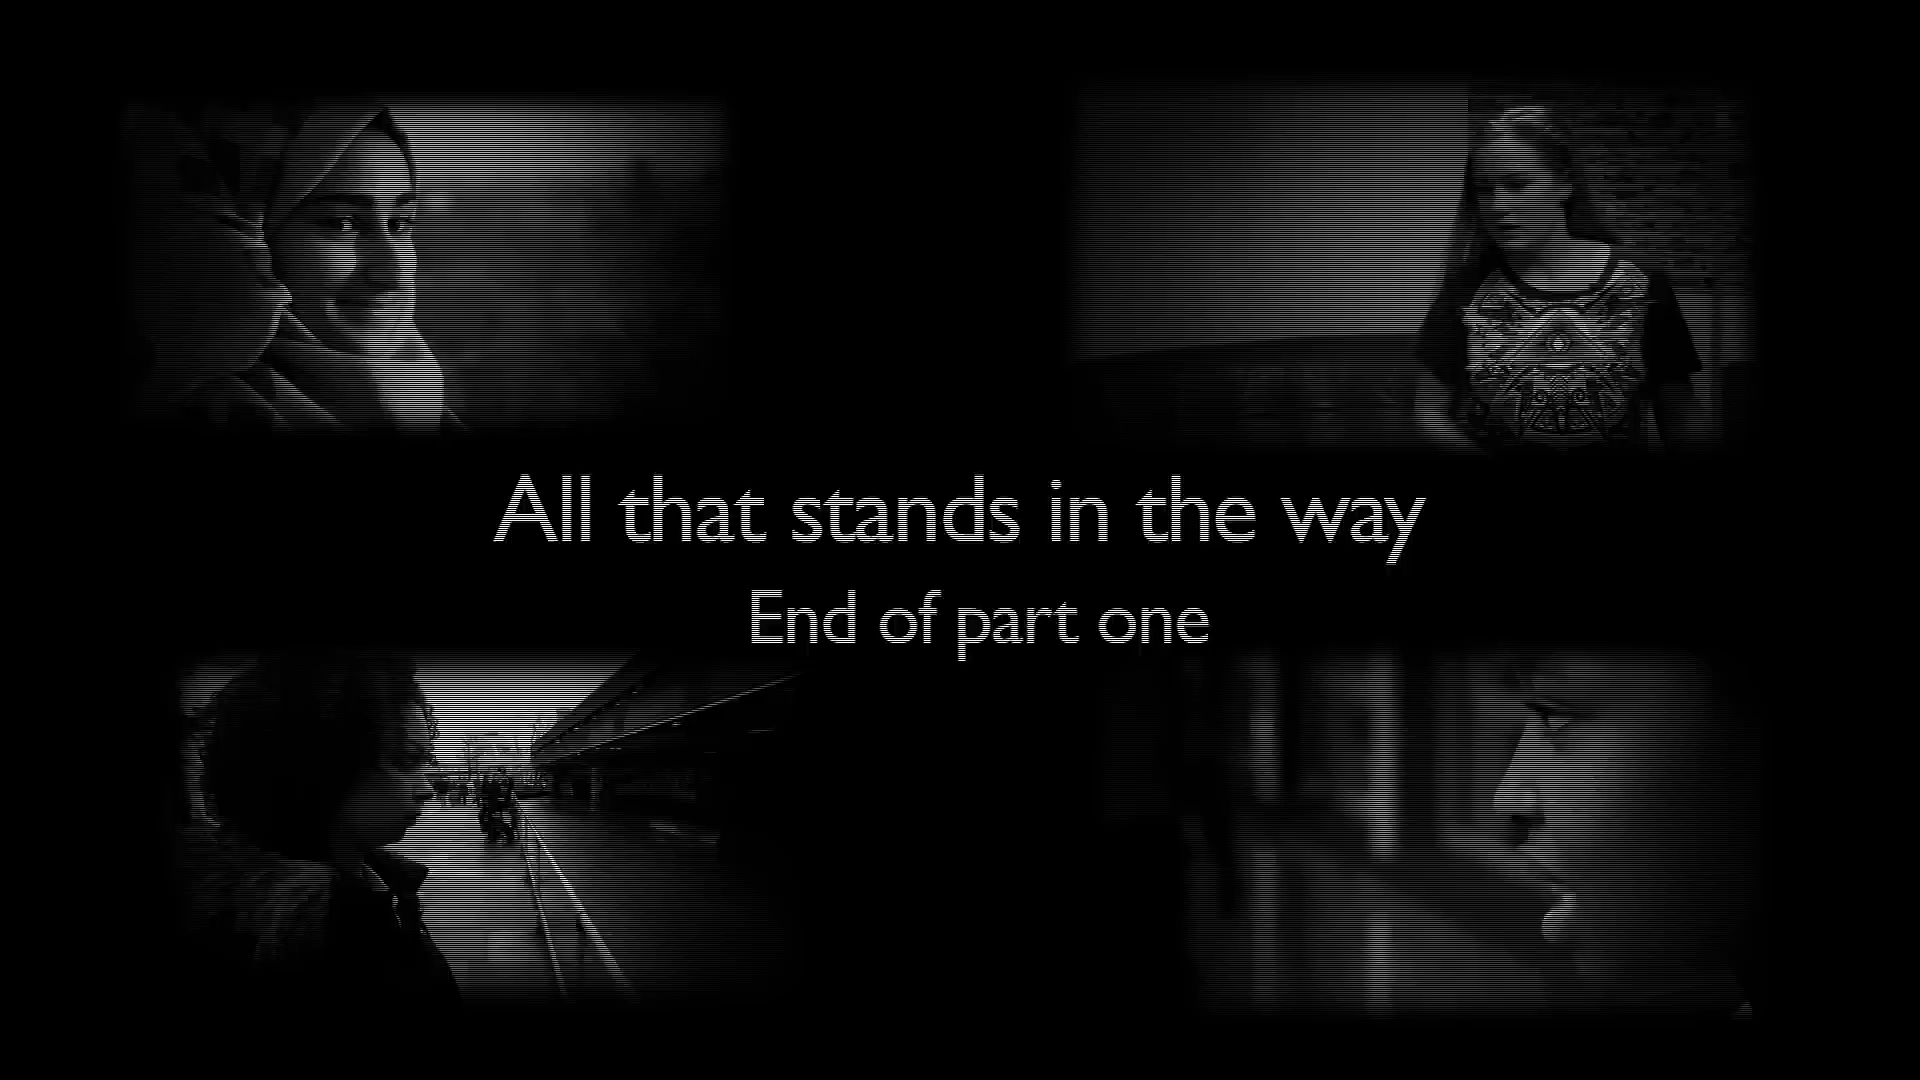 All that stands in the way
End of part one